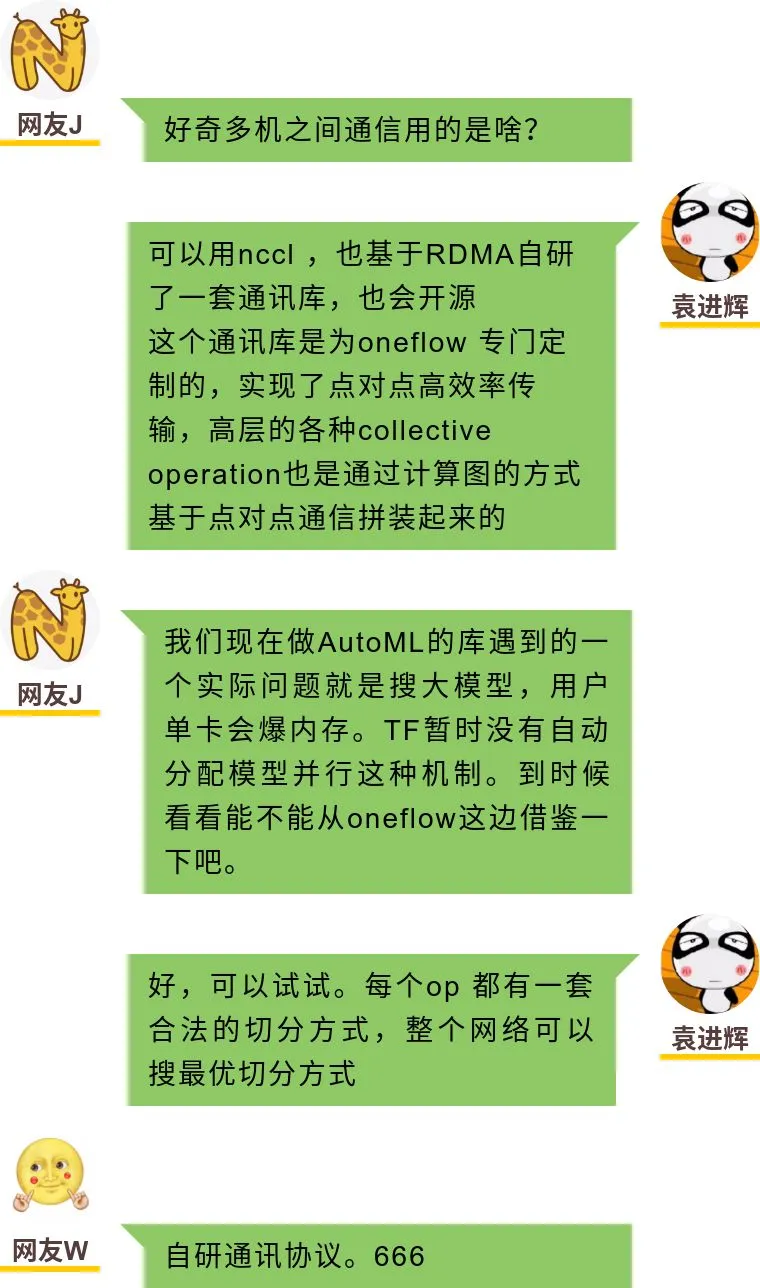 网友J
好奇多机之间通信用的是啥？
袁进辉
可以用nccl ，也基于RDMA自研
了一套通讯库，也会开源
这个通讯库是为oneflow 专门定
制的，实现了点对点高效率传
输，高层的各种collective
operation也是通过计算图的方式
基于点对点通信拼装起来的
网友J
我们现在做AutoML的库遇到的一
个实际问题就是搜大模型，用户
单卡会爆内存。TF暂时没有自动
分配模型并行这种机制。到时候
看看能不能从oneflow这边借鉴一
下吧。
袁进辉
好，可以试试。每个op 都有一套
合法的切分方式，整个网络可以
搜最优切分方式
网友W
自研通讯协议。666